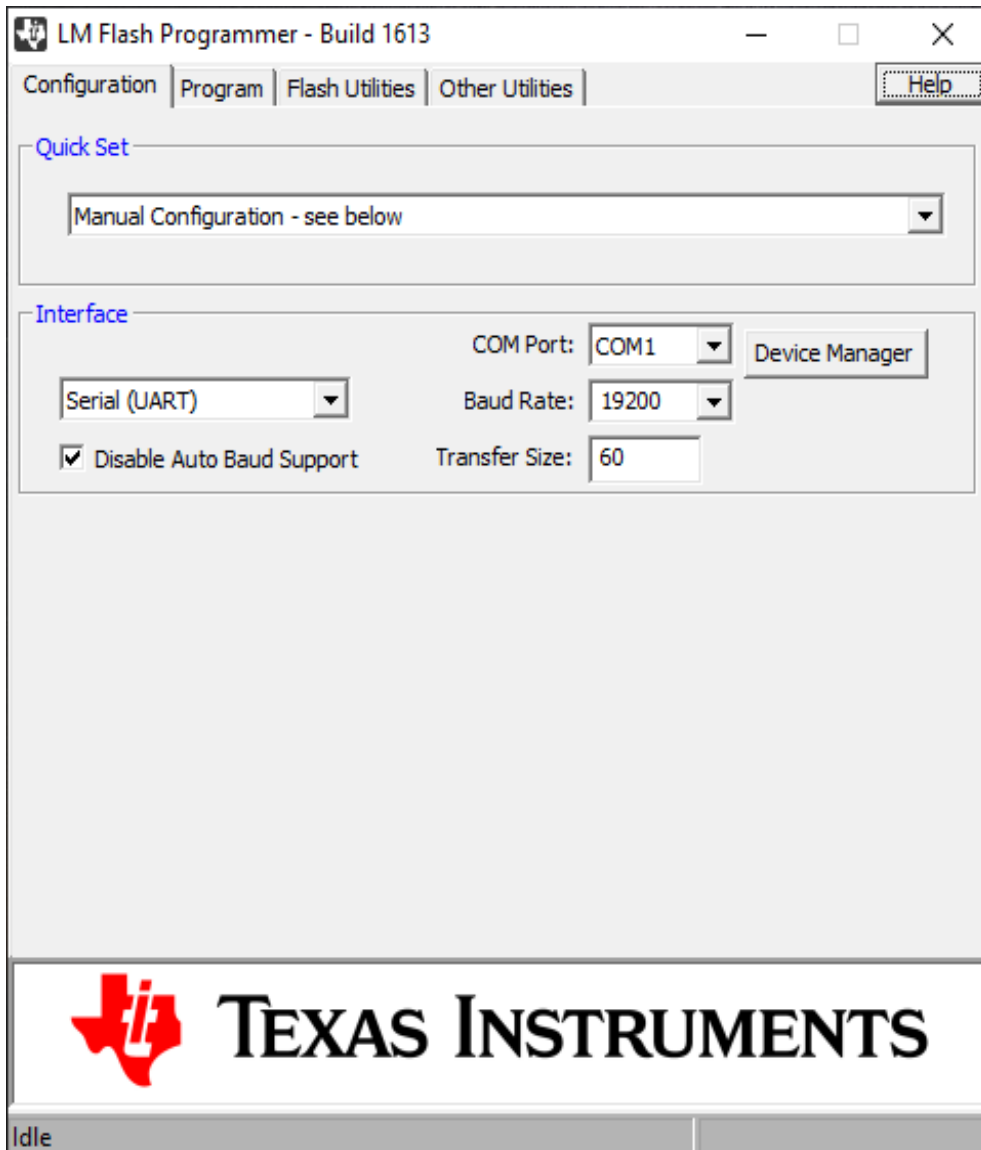 LM Flash Programmer - Build 1613
Configuration Program Flash Utilities Other Utilities Help
Quick Set
Manual Configuration - see below
Interface
COM Port: COM1 Device Manager
Serial (UART) Baud Rate: 19200
Disable Auto Baud Support Transfer Size: 60
TEXAS INSTRUMENTS
Idle